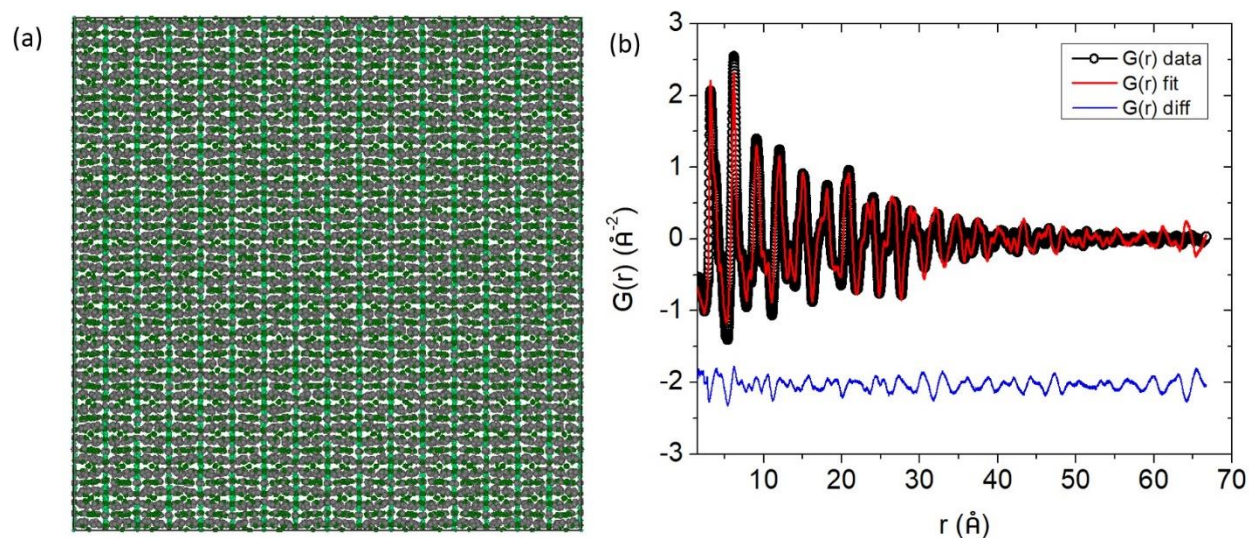 (a)
(b)
G(r) data
G(r) fit
G(r) diff
3
2
1
0
-1
-2
-3
G(r) (Å⁻²)
10 20 30 40 50 60 70
r (Å)